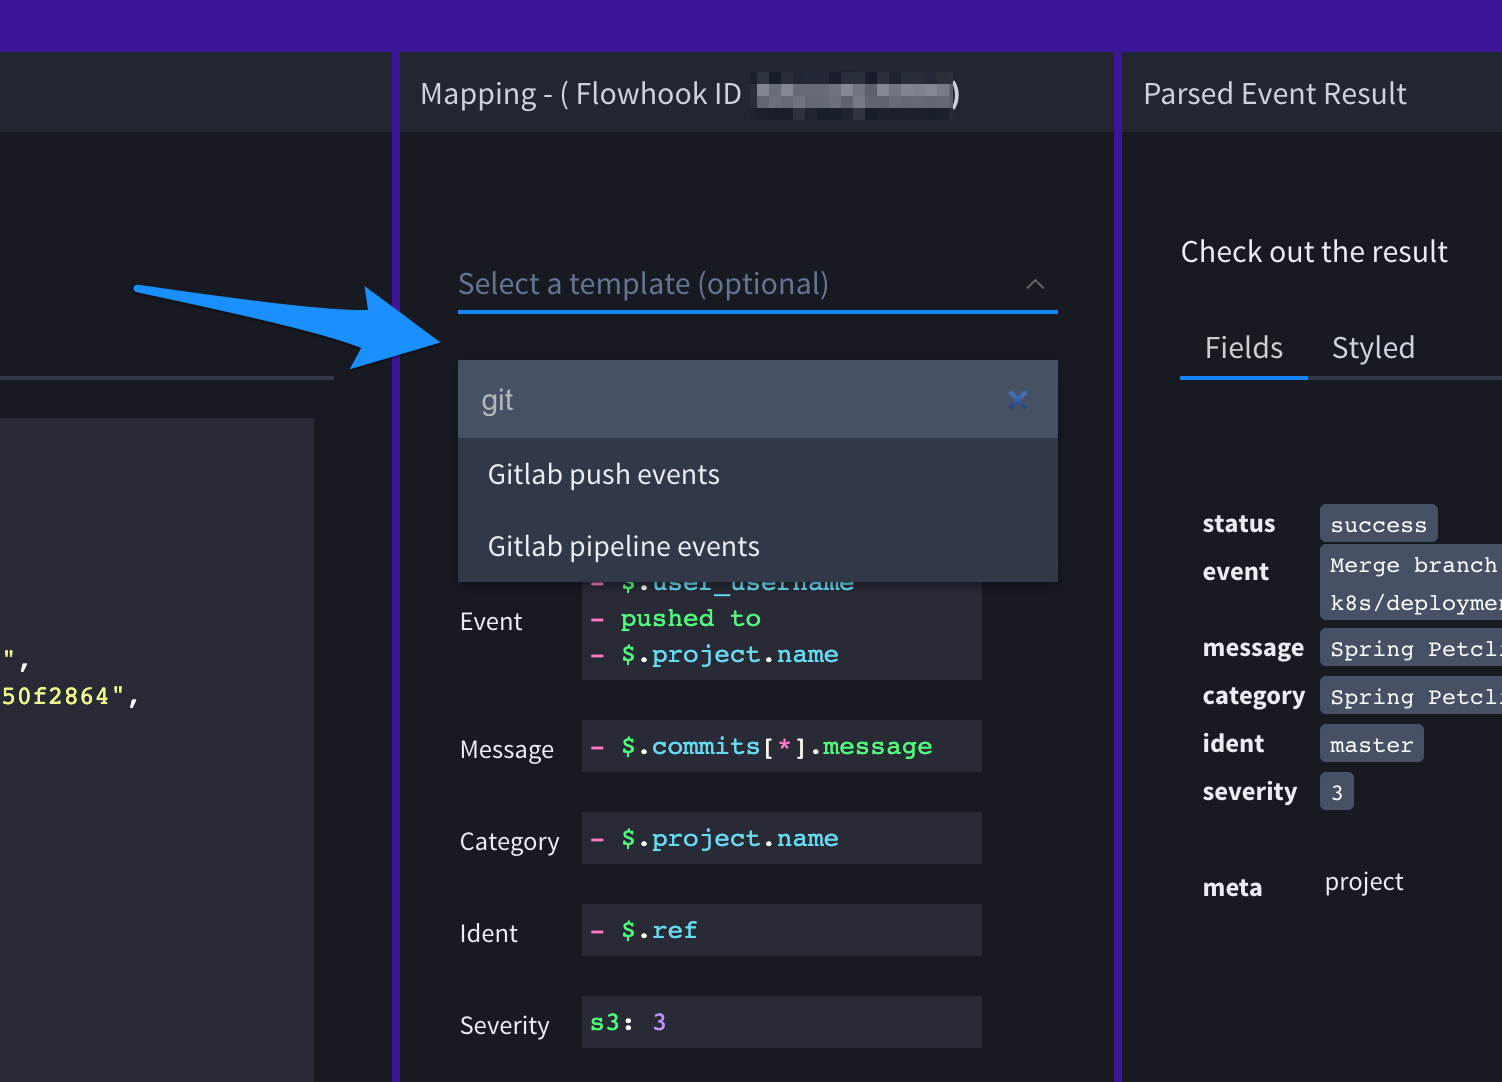 Mapping - ( Flowhook ID )
Parsed Event Result
",
50f2864",
Select a template (optional)
git
Gitlab push events
Gitlab pipeline events
Event
- $.user_username
- pushed to
- $.project.name
Message
- $.commits[*].message
Category
- $.project.name
Ident
- $.ref
Severity
s3: 3
Check out the result
Fields Styled
status success
event Merge branch
k8s/deploymen
message Spring Petcli
category Spring Petcli
ident master
severity 3
meta project